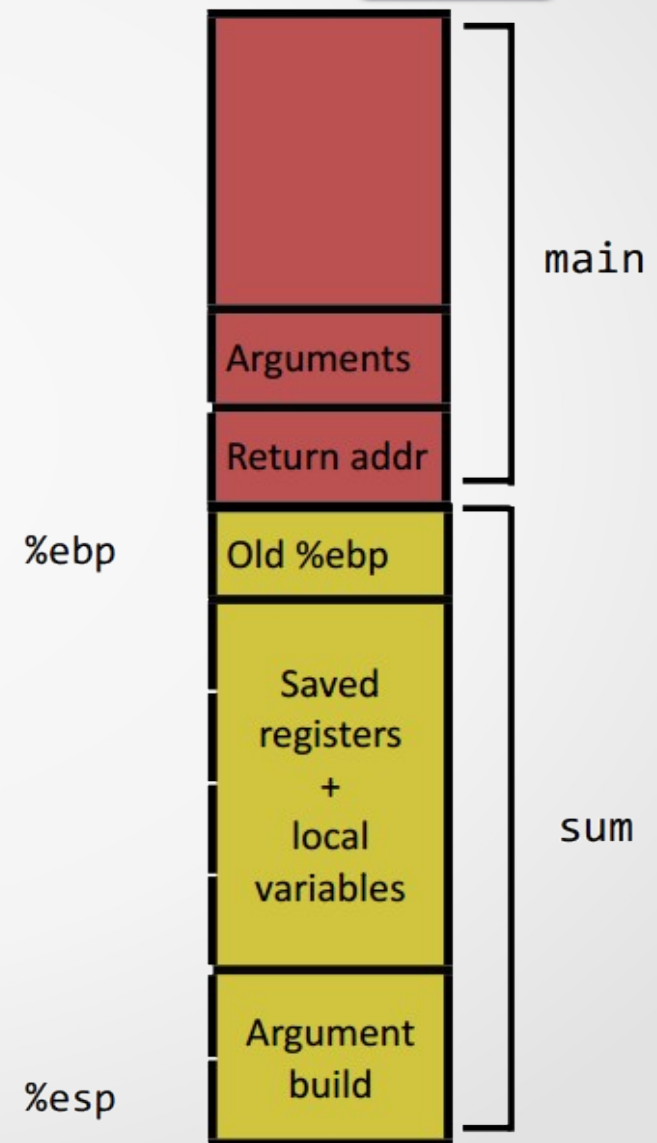 main
Arguments
Return addr
%ebp
Old %ebp
Saved
registers
+
local
variables
sum
Argument
build
%esp